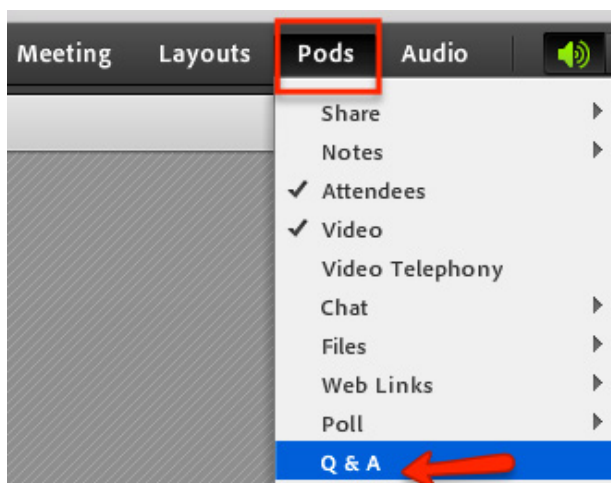 Meeting Layouts Pods Audio
Share
Notes
Attendees
Video
Video Telephony
Chat
Files
Web Links
Poll
Q & A